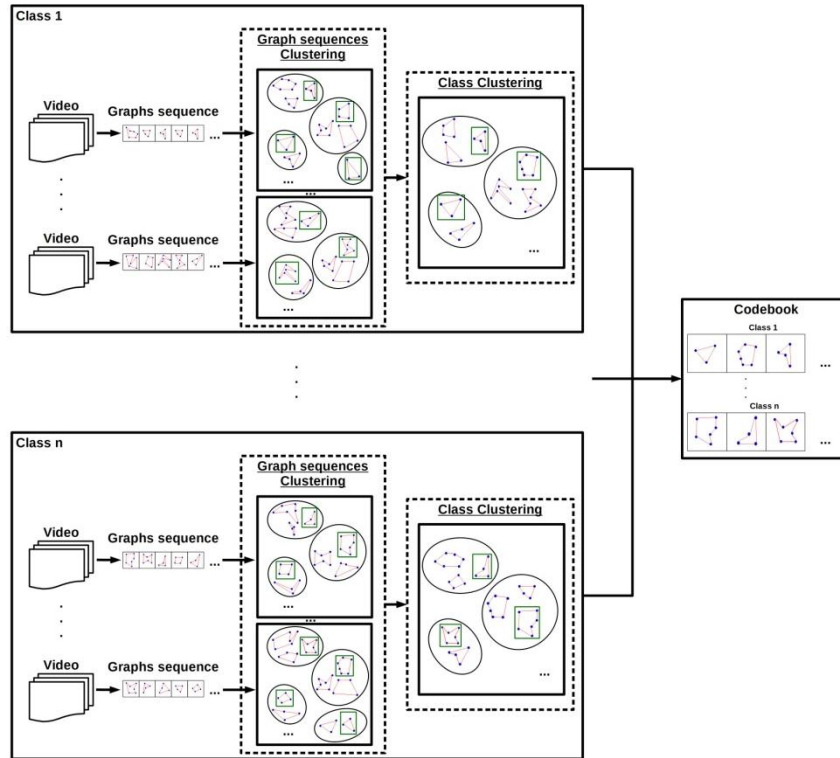 Class 1
Graph sequences
Clustering
Class Clustering
Video
Graphs sequence
...
...
...
Video
Graphs sequence
...
...
...
Codebook
Class 1
...
Class n
...
Class n
Graph sequences
Clustering
Class Clustering
Video
Graphs sequence
...
...
...
Video
Graphs sequence
...
...
...